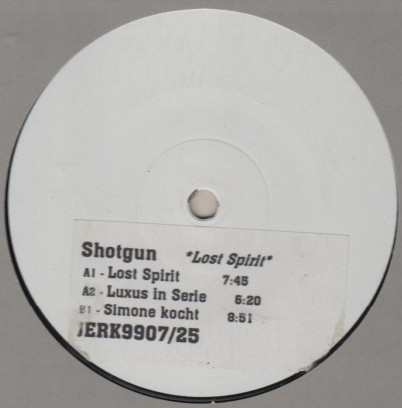 Shotgun *Lost Spirit*
A1 - Lost Spirit 7:45
A2 - Luxus in Serie 6:20
B1 - Simone kocht 8:51
JERK9907/25